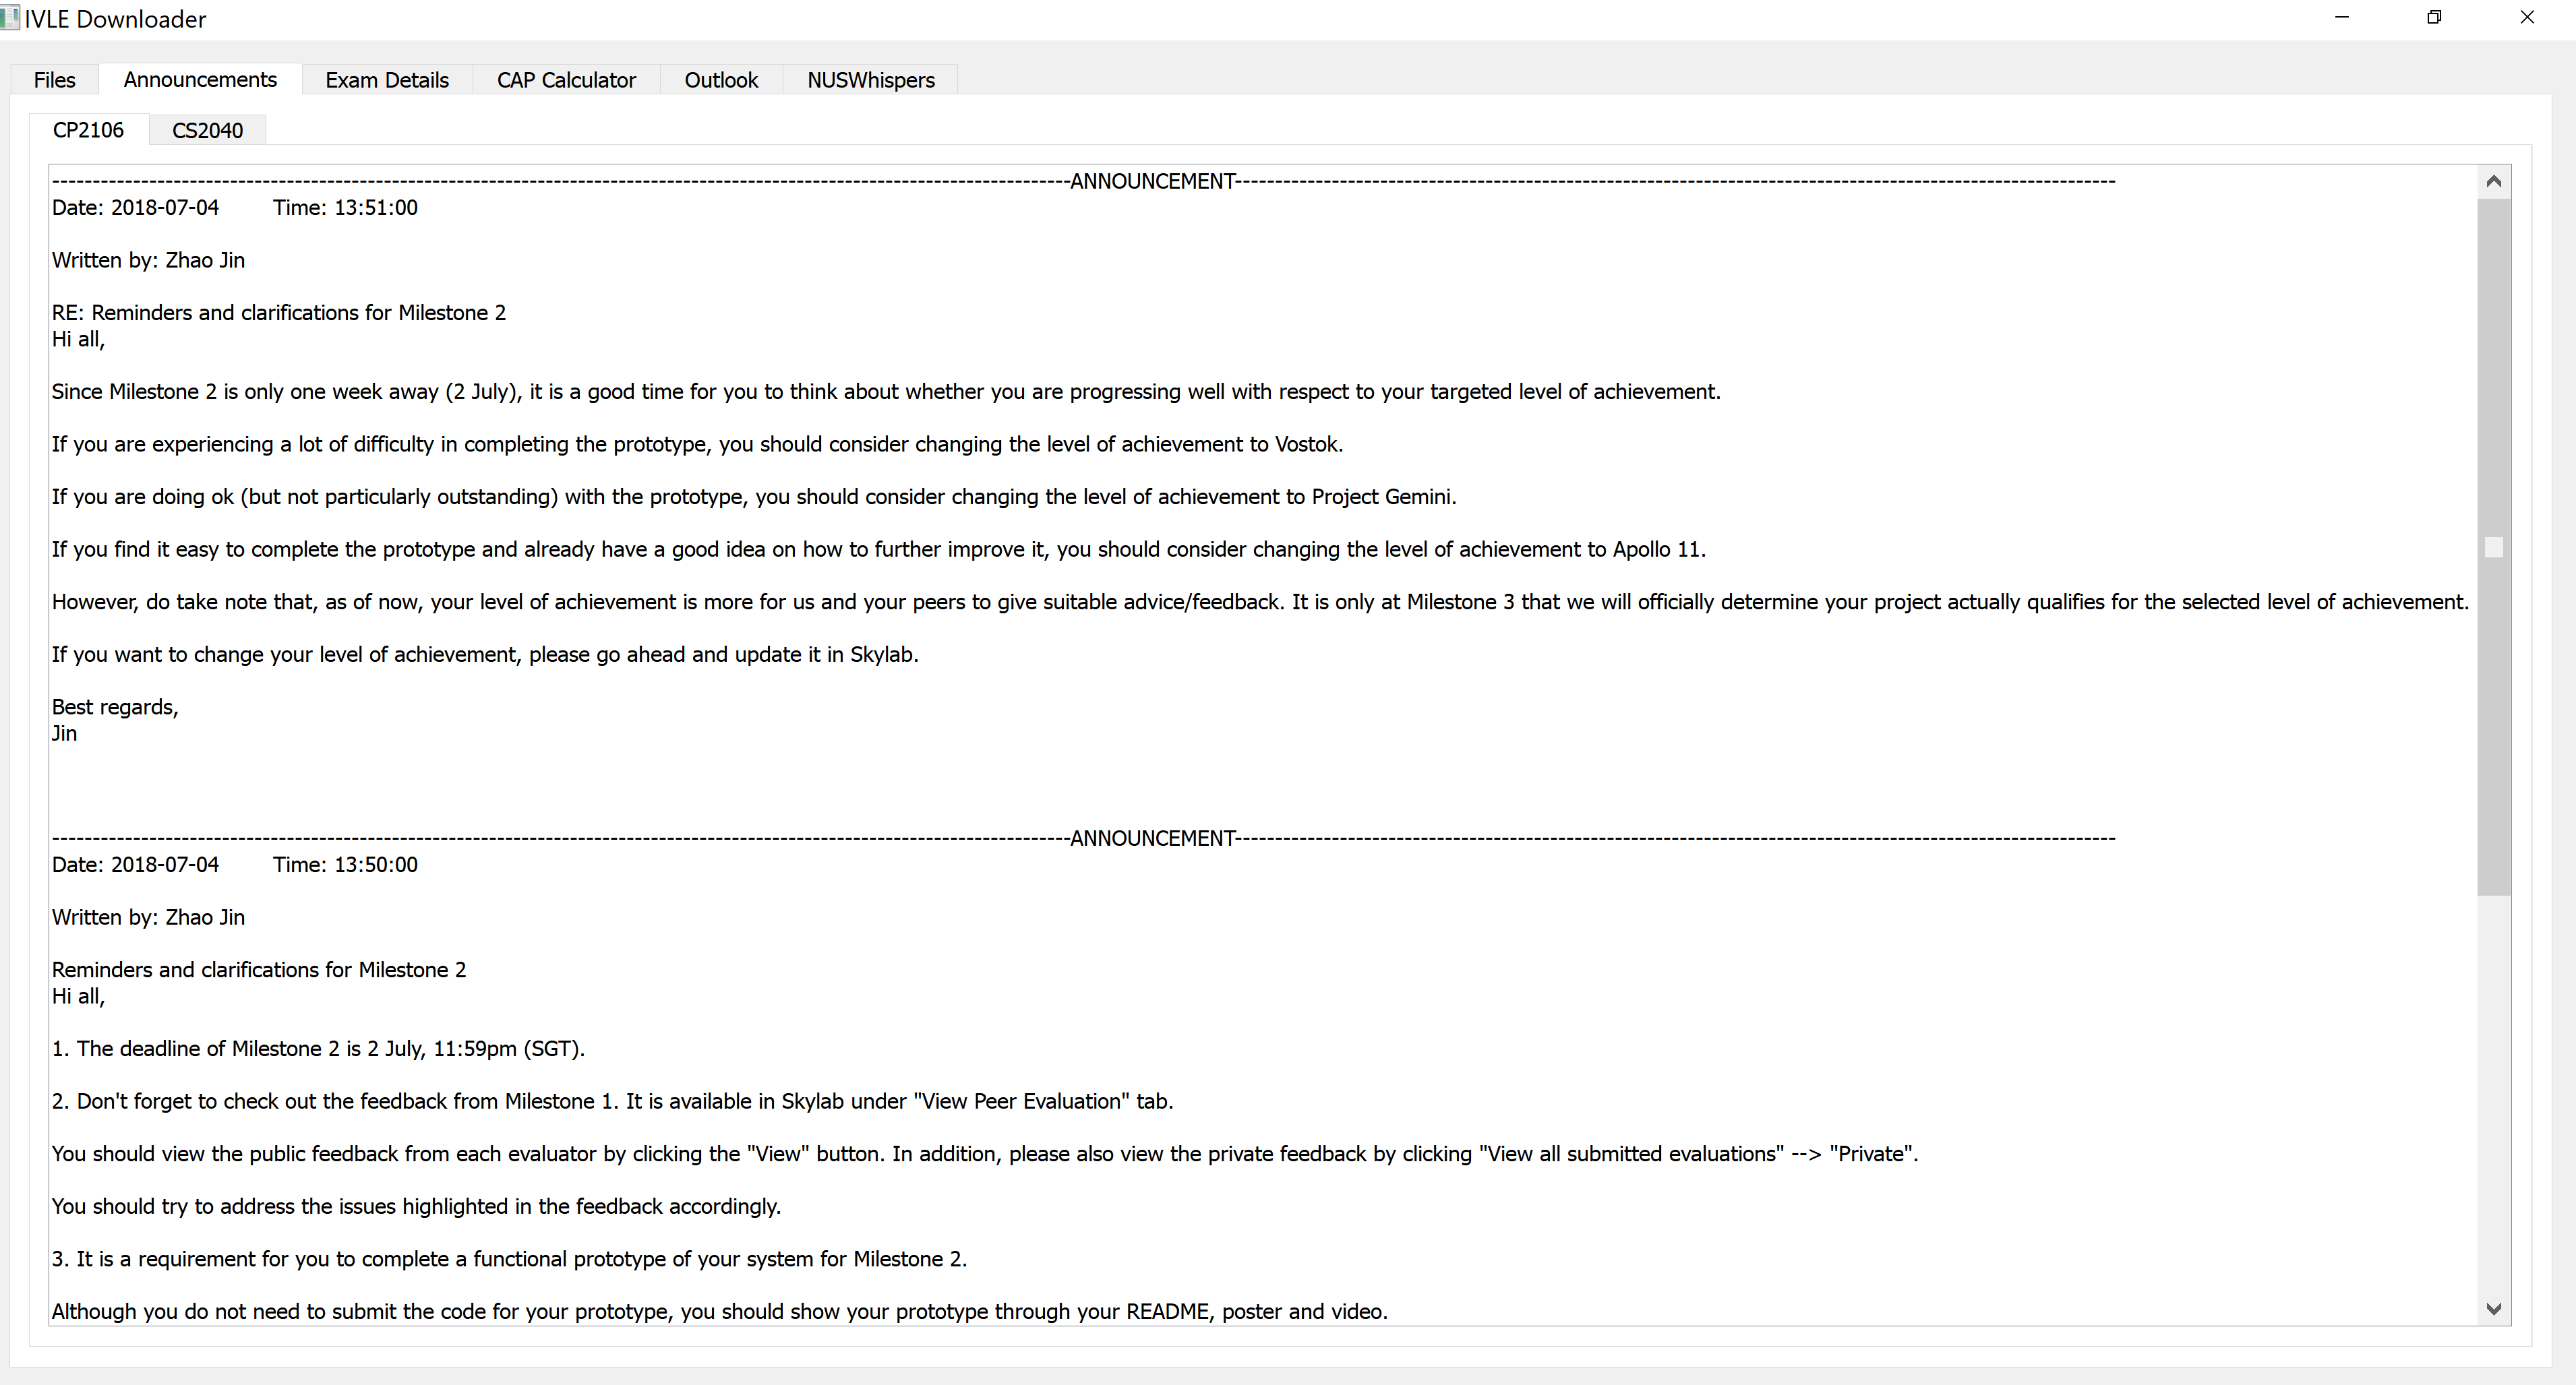 IVLE Downloader
Files Announcements Exam Details CAP Calculator Outlook NUSWhispers
CP2106 CS2040
------------------------------------------------------------ANNOUNCEMENT------------------------------------------------------------
Date: 2018-07-04 Time: 13:51:00
Written by: Zhao Jin
RE: Reminders and clarifications for Milestone 2
Hi all,
Since Milestone 2 is only one week away (2 July), it is a good time for you to think about whether you are progressing well with respect to your targeted level of achievement.
If you are experiencing a lot of difficulty in completing the prototype, you should consider changing the level of achievement to Vostok.
If you are doing ok (but not particularly outstanding) with the prototype, you should consider changing the level of achievement to Project Gemini.
If you find it easy to complete the prototype and already have a good idea on how to further improve it, you should consider changing the level of achievement to Apollo 11.
However, do take note that, as of now, your level of achievement is more for us and your peers to give suitable advice/feedback. It is only at Milestone 3 that we will officially determine your project actually qualifies for the selected level of achievement.
If you want to change your level of achievement, please go ahead and update it in Skylab.
Best regards,
Jin
------------------------------------------------------------ANNOUNCEMENT------------------------------------------------------------
Date: 2018-07-04 Time: 13:50:00
Written by: Zhao Jin
Reminders and clarifications for Milestone 2
Hi all,
1. The deadline of Milestone 2 is 2 July, 11:59pm (SGT).
2. Don't forget to check out the feedback from Milestone 1. It is available in Skylab under "View Peer Evaluation" tab.
You should view the public feedback from each evaluator by clicking the "View" button. In addition, please also view the private feedback by clicking "View all submitted evaluations" --> "Private".
You should try to address the issues highlighted in the feedback accordingly.
3. It is a requirement for you to complete a functional prototype of your system for Milestone 2.
Although you do not need to submit the code for your prototype, you should show your prototype through your README, poster and video.